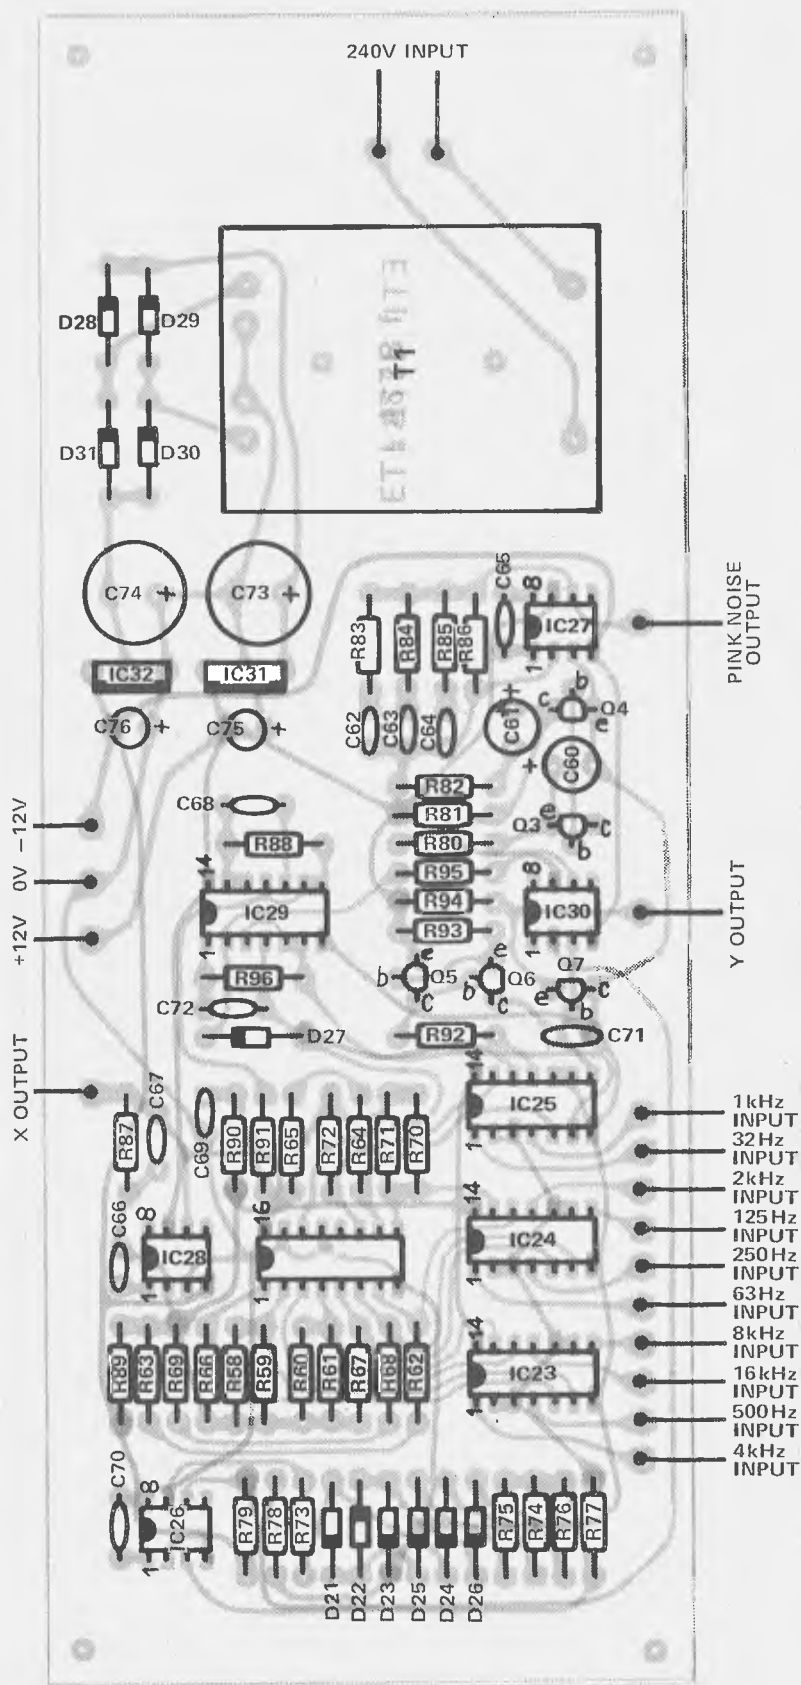 240V INPUT
D28
D29
T1
D31
D30
C74 +
C73 +
IC32
IC31
C76 +
C75 +
R83
R84
R85
R86
C65
8
IC27
1
PINK NOISE
OUTPUT
C62
C63
C64
+
C61
b
c
Q4
e
+
C60
−12V
0V
+12V
C68
R82
R81
R80
R95
R94
R93
Q3
e
c
b
R88
14
IC29
1
8
IC30
1
Y OUTPUT
R96
e
b
Q5
c
e
b
Q6
c
Q7
e
c
b
C72
D27
R92
C71
X OUTPUT
R87
C67
C69
R90
R91
R65
R72
R64
R71
R70
14
IC25
1
1kHz
INPUT
32Hz
INPUT
2kHz
INPUT
125Hz
INPUT
250Hz
INPUT
63Hz
INPUT
8kHz
INPUT
16kHz
INPUT
500Hz
INPUT
4kHz
INPUT
C66
8
IC28
1
16
1
14
IC24
1
R89
R63
R69
R66
R58
R59
R60
R61
R67
R68
R62
14
IC23
1
C70
8
IC26
1
R79
R78
R73
D21
D22
D23
D25
D24
D26
R75
R74
R76
R77